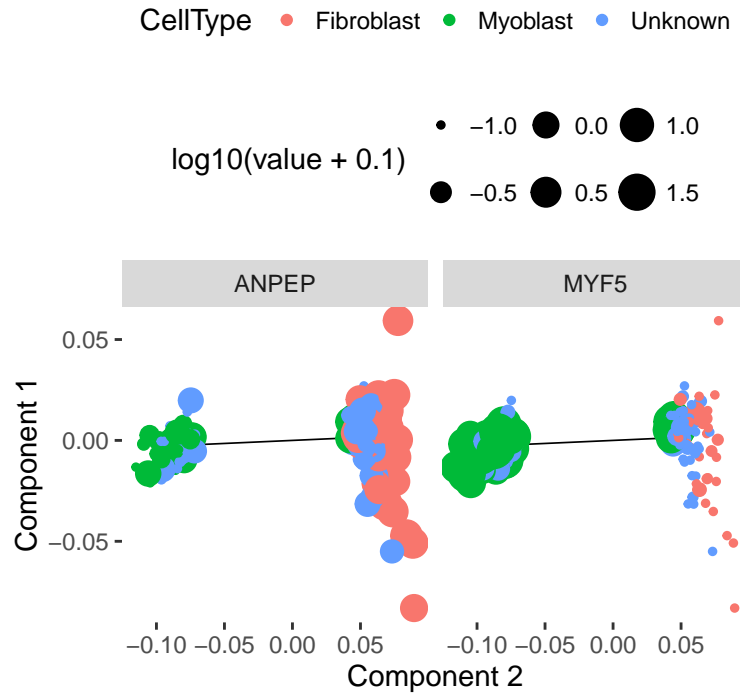 CellType Fibroblast Myoblast Unknown
−1.0 0.0 1.0
log10(value + 0.1)
−0.5 0.5 1.5
ANPEP MYF5
0.05
0.00
−0.05
Component 1
−0.10 −0.05 0.00 0.05 −0.10 −0.05 0.00 0.05
Component 2